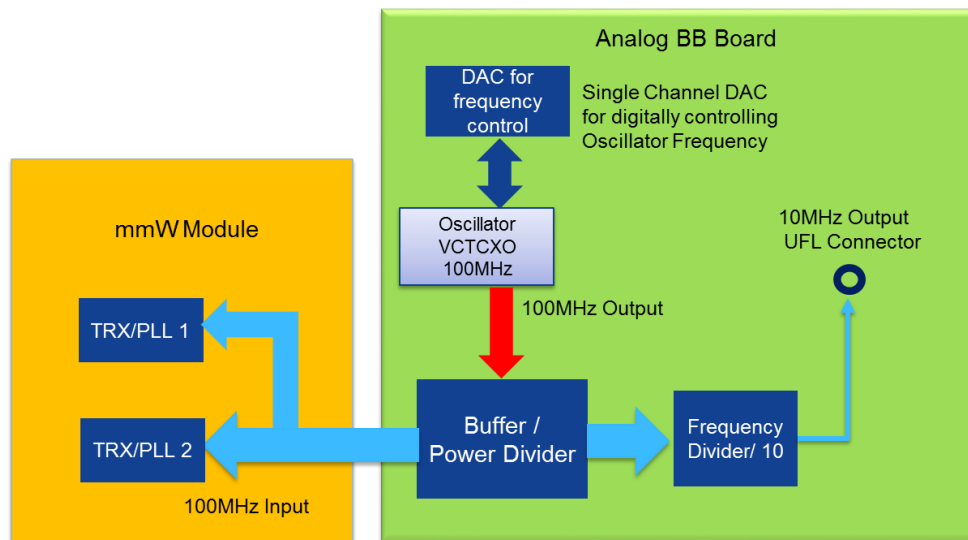 Analog BB Board
DAC for
frequency
control
Single Channel DAC
for digitally controlling
Oscillator Frequency
mmW Module
Oscillator
VCTCXO
100MHz
10MHz Output
UFL Connector
100MHz Output
TRX/PLL 1
TRX/PLL 2
Buffer /
Power Divider
Frequency
Divider/ 10
100MHz Input